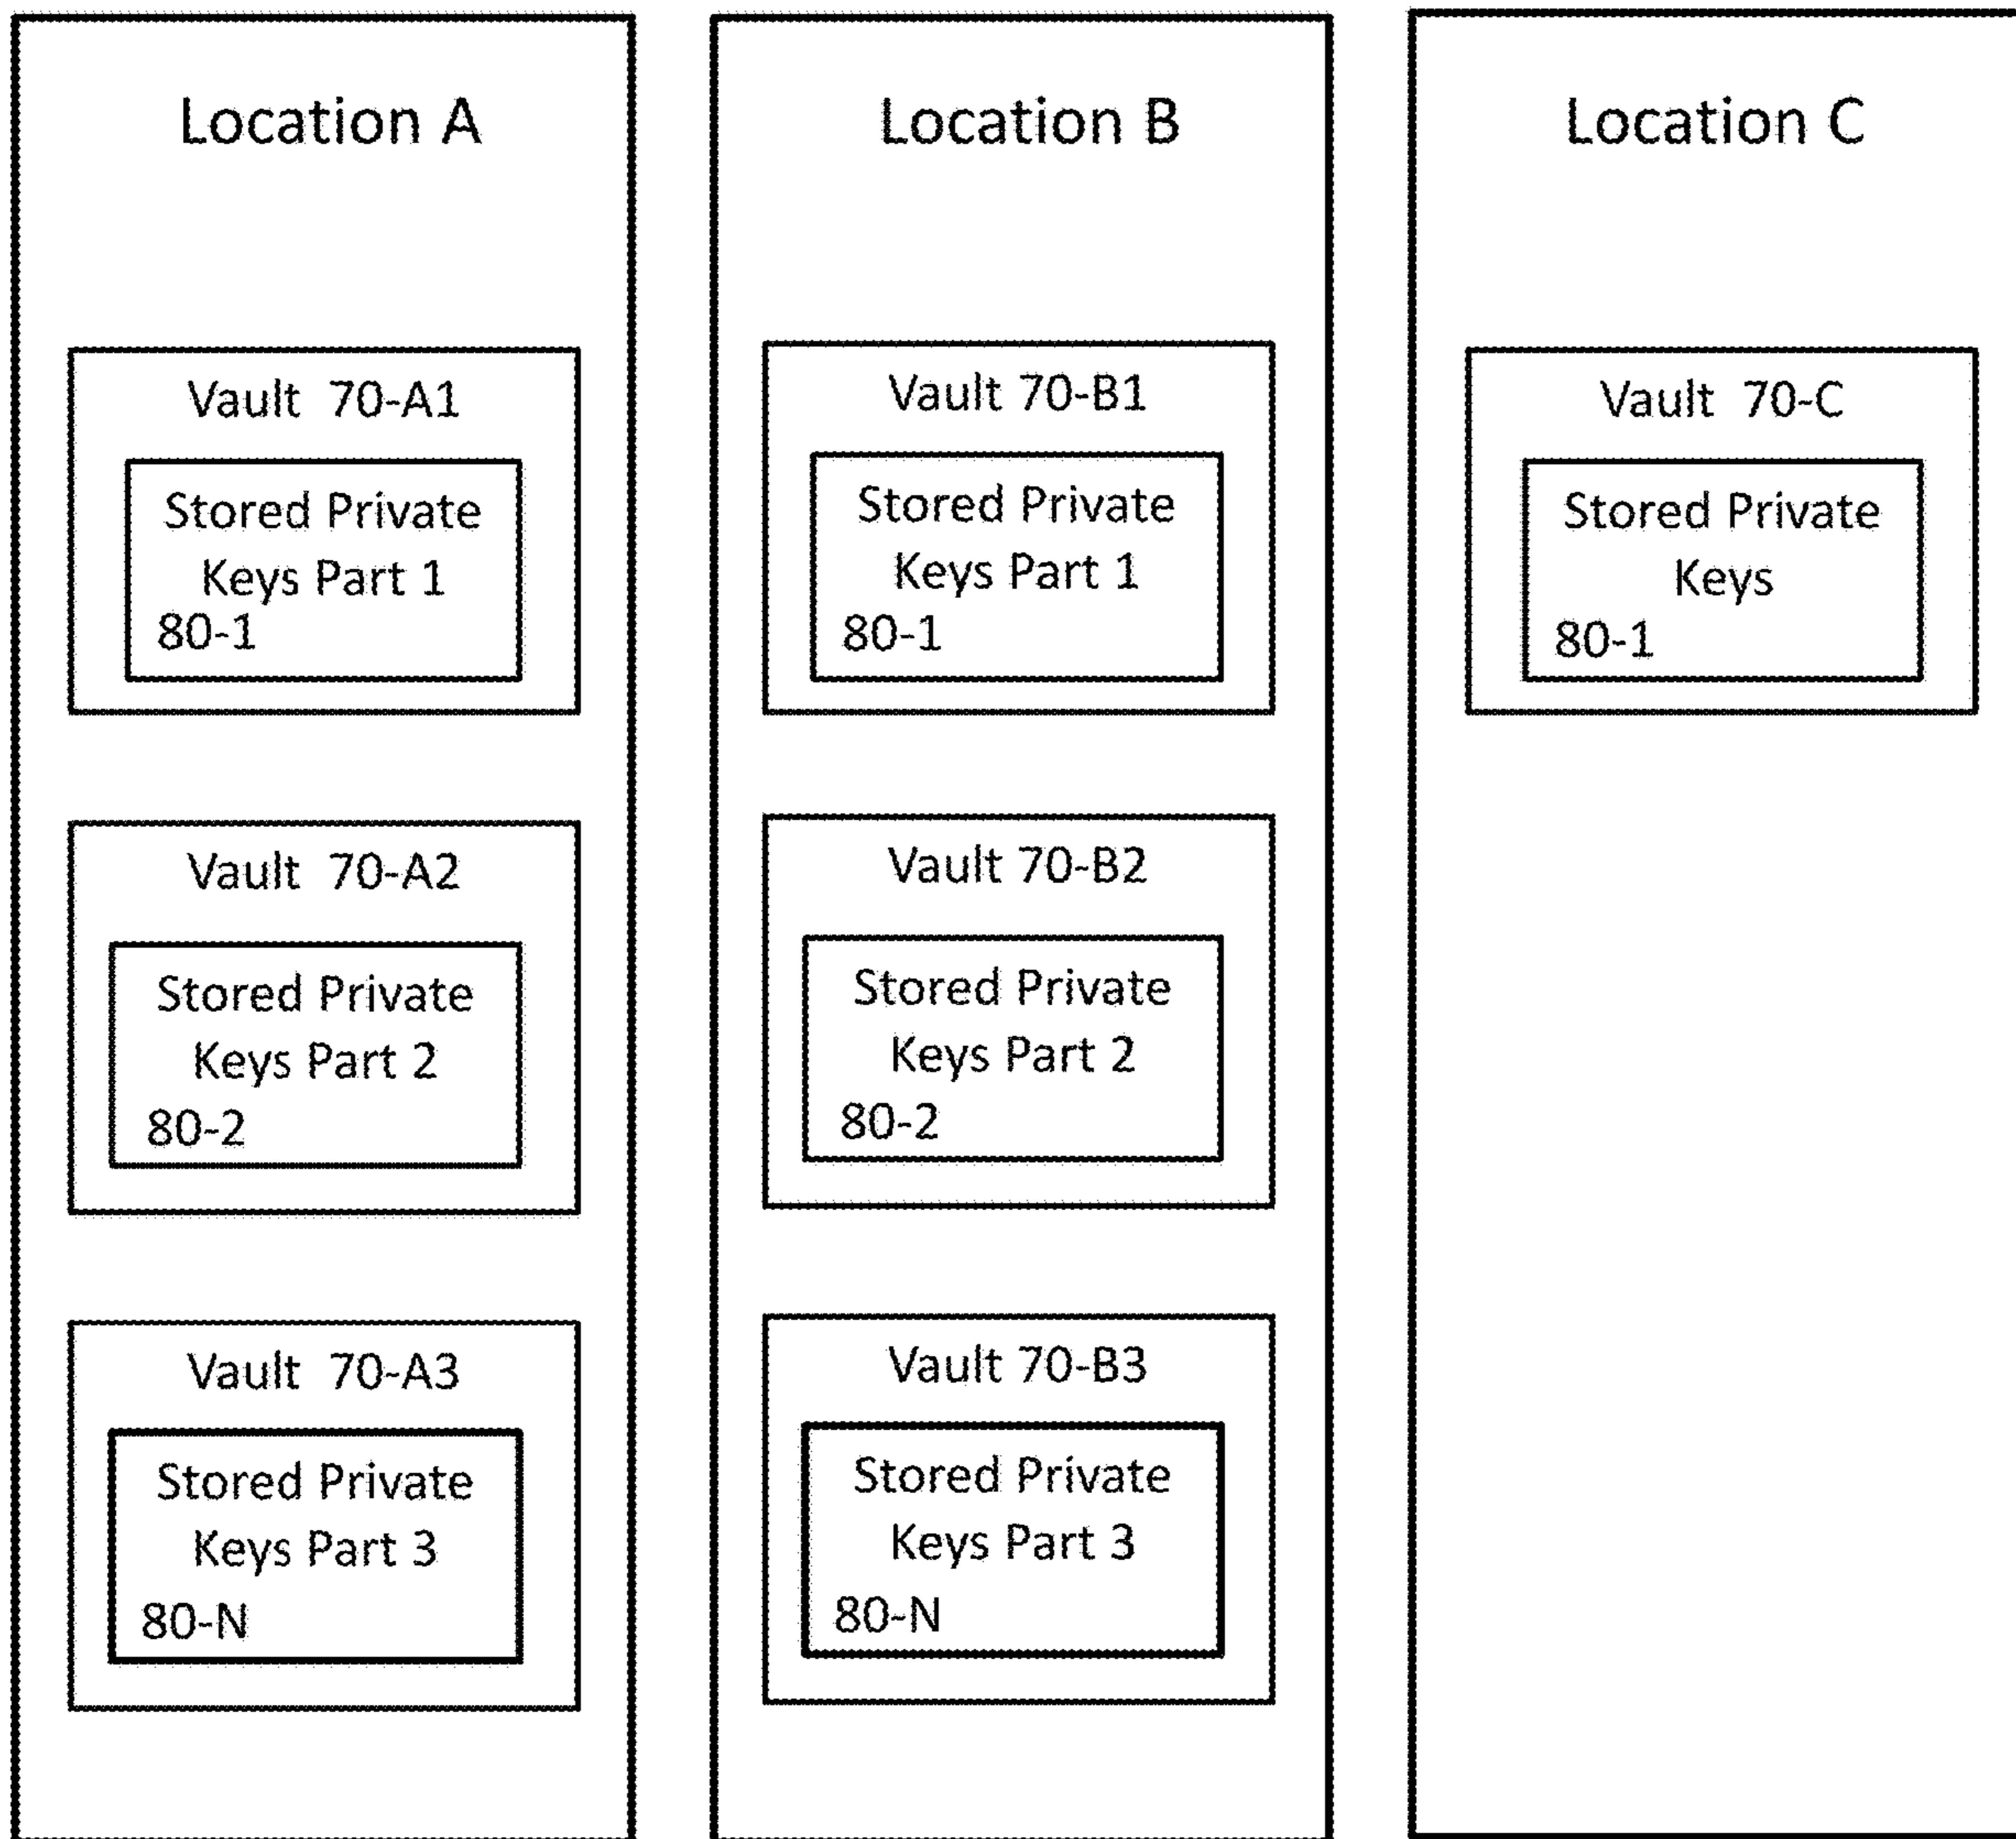 Location A
Vault 70-A1
Stored Private
Keys Part 1
80-1
Vault 70-A2
Stored Private
Keys Part 2
80-2
Vault 70-A3
Stored Private
Keys Part 3
80-N
Location B
Vault 70-B1
Stored Private
Keys Part 1
80-1
Vault 70-B2
Stored Private
Keys Part 2
80-2
Vault 70-B3
Stored Private
Keys Part 3
80-N
Location C
Vault 70-C
Stored Private
Keys
80-1